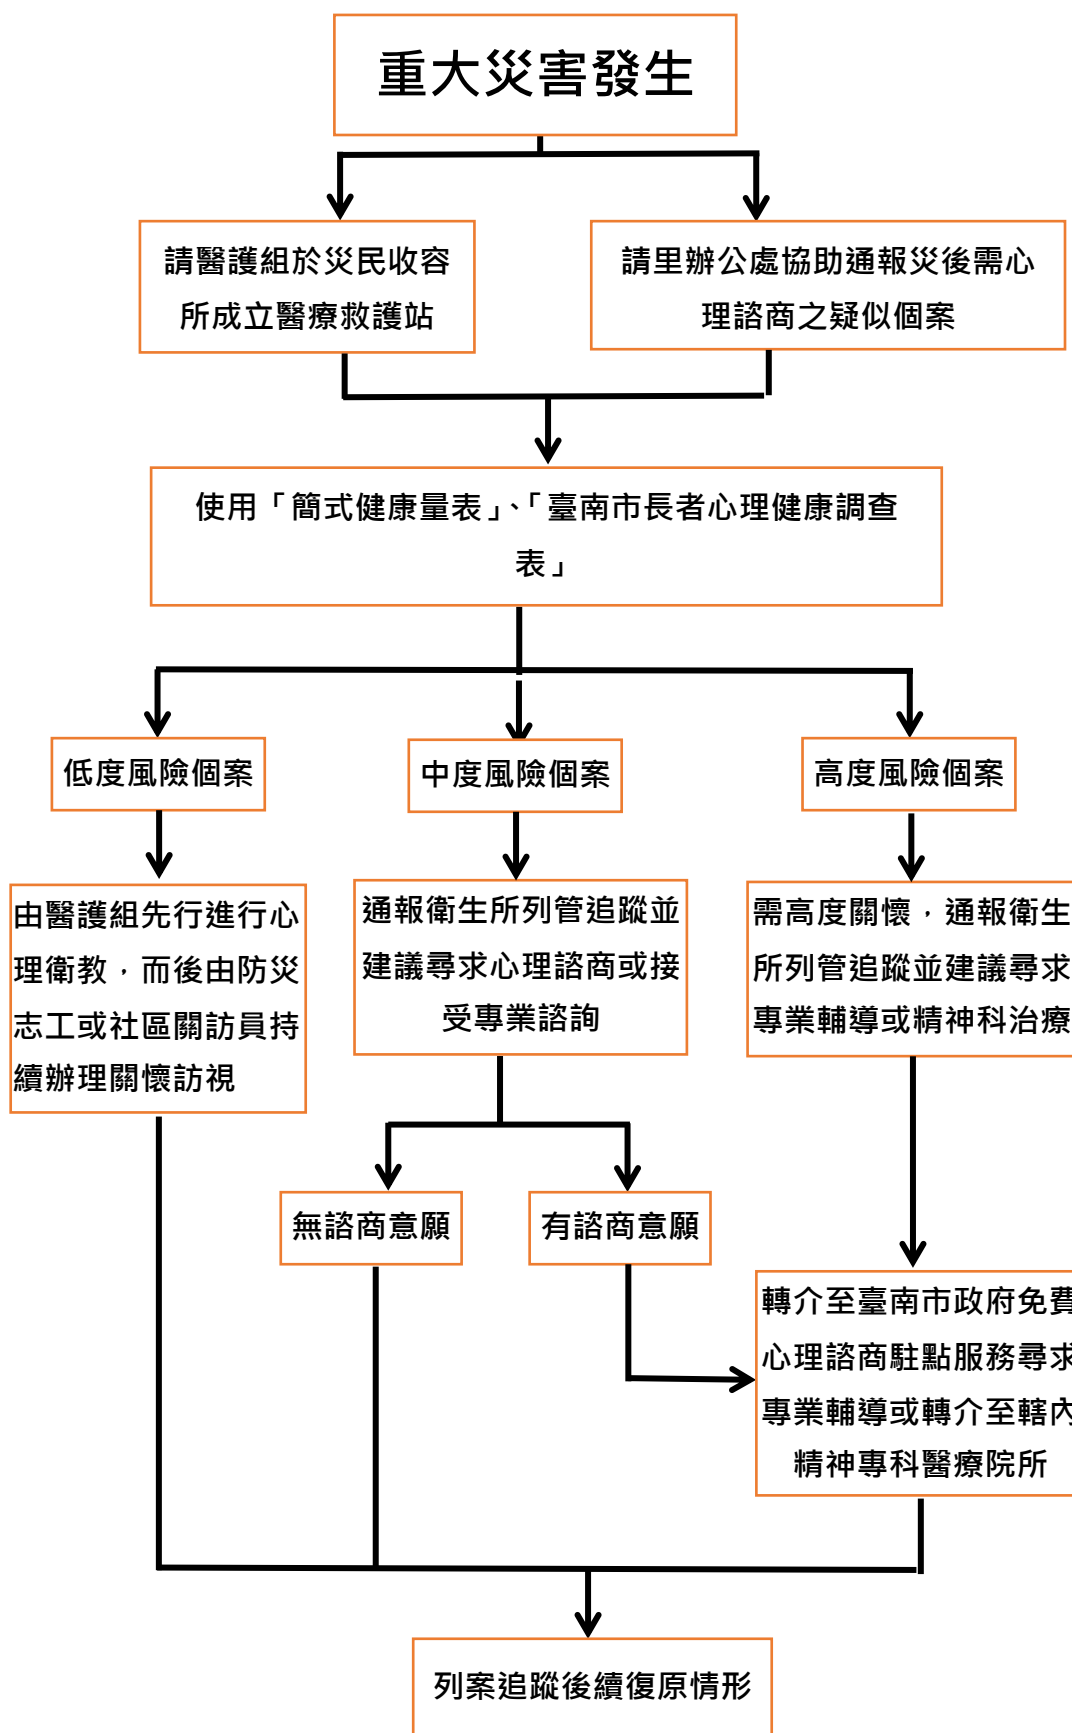 重大災害發生
請醫護組於災民收容
所成立醫療救護站
請里辦公處協助通報災後需心
理諮商之疑似個案
使用「簡式健康量表」、「臺南市長者心理健康調查
表」
低度風險個案
中度風險個案
高度風險個案
由醫護組先行進行心
理衛教，而後由防災
志工或社區關訪員持
續辦理關懷訪視
通報衛生所列管追蹤並
建議尋求心理諮商或接
受專業諮詢
需高度關懷，通報衛生
所列管追蹤並建議尋求
專業輔導或精神科治療
無諮商意願
有諮商意願
轉介至臺南市政府免費
心理諮商駐點服務尋求
專業輔導或轉介至轄內
精神專科醫療院所
列案追蹤後續復原情形